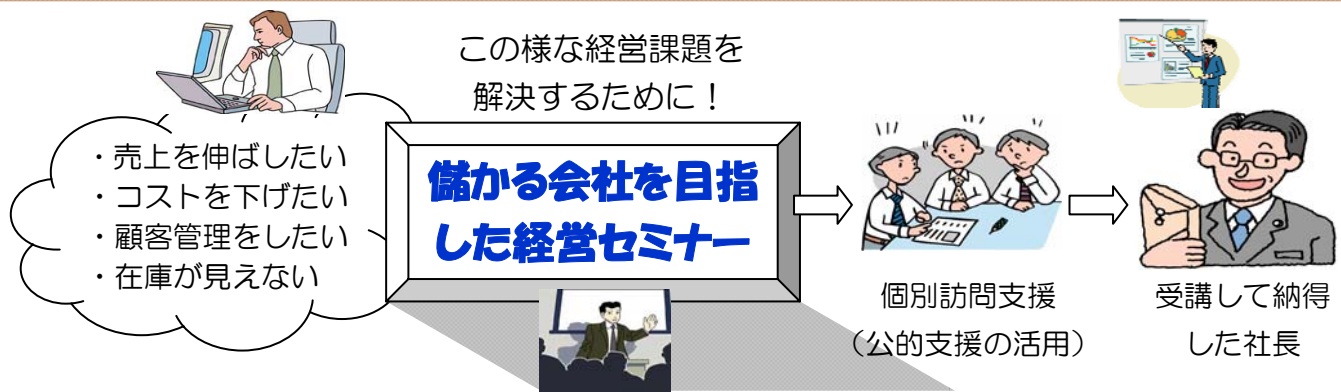 この様な経営課題を
解決するために！
・売上を伸ばしたい
・コストを下げたい
・顧客管理をしたい
・在庫が見えない
儲かる会社を目指
した経営セミナー
個別訪問支援
（公的支援の活用）
受講して納得
した社長